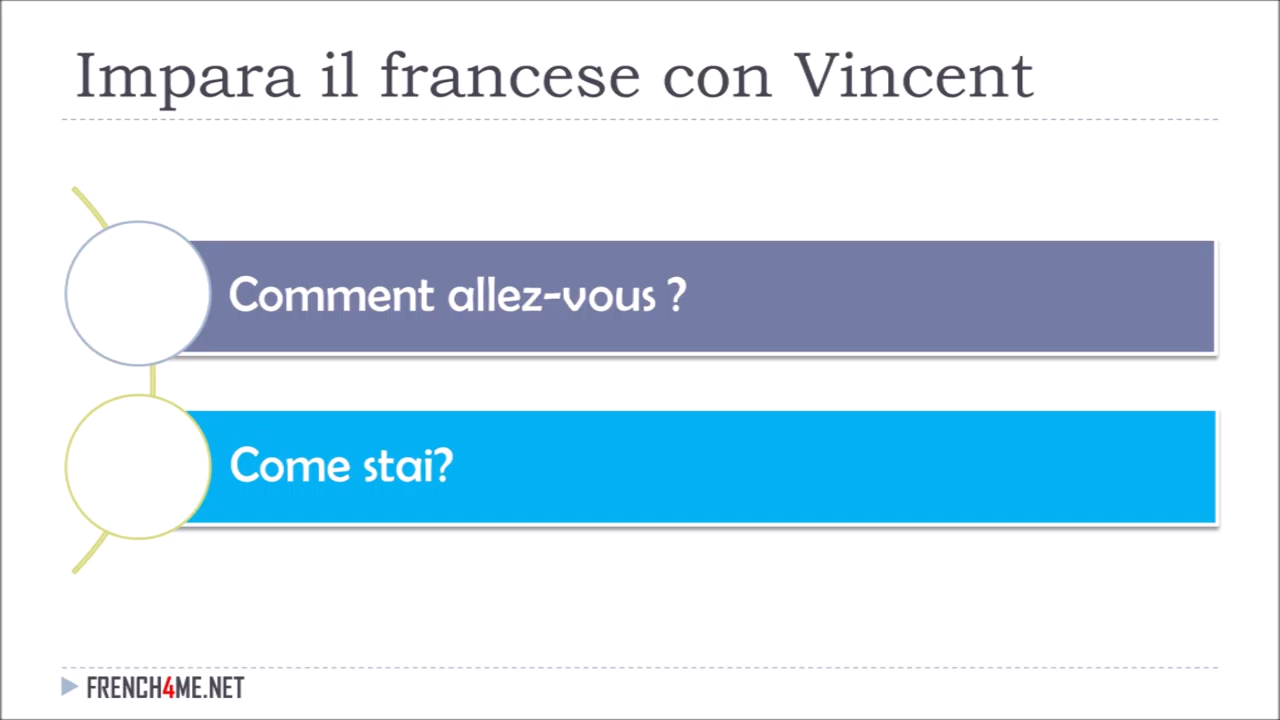 Impara il francese con Vincent
Comment allez-vous ?
Come stai?
FRENCH4ME.NET